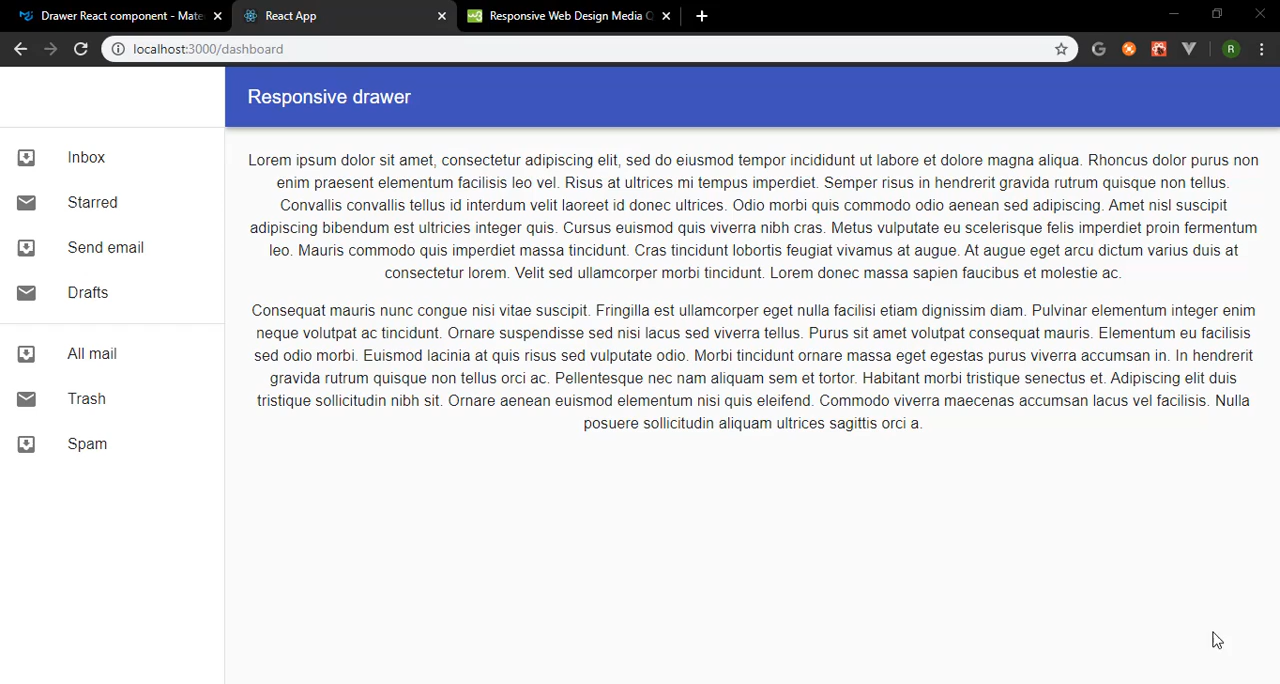 Drawer React component - Mate
React App
Responsive Web Design Media Q
localhost:3000/dashboard
R
Responsive drawer
Inbox
Starred
Send email
Drafts
All mail
Trash
Spam
Lorem ipsum dolor sit amet, consectetur adipiscing elit, sed do eiusmod tempor incididunt ut labore et dolore magna aliqua. Rhoncus dolor purus non
enim praesent elementum facilisis leo vel. Risus at ultrices mi tempus imperdiet. Semper risus in hendrerit gravida rutrum quisque non tellus.
Convallis convallis tellus id interdum velit laoreet id donec ultrices. Odio morbi quis commodo odio aenean sed adipiscing. Amet nisl suscipit
adipiscing bibendum est ultricies integer quis. Cursus euismod quis viverra nibh cras. Metus vulputate eu scelerisque felis imperdiet proin fermentum
leo. Mauris commodo quis imperdiet massa tincidunt. Cras tincidunt lobortis feugiat vivamus at augue. At augue eget arcu dictum varius duis at
consectetur lorem. Velit sed ullamcorper morbi tincidunt. Lorem donec massa sapien faucibus et molestie ac.
Consequat mauris nunc congue nisi vitae suscipit. Fringilla est ullamcorper eget nulla facilisi etiam dignissim diam. Pulvinar elementum integer enim
neque volutpat ac tincidunt. Ornare suspendisse sed nisi lacus sed viverra tellus. Purus sit amet volutpat consequat mauris. Elementum eu facilisis
sed odio morbi. Euismod lacinia at quis risus sed vulputate odio. Morbi tincidunt ornare massa eget egestas purus viverra accumsan in. In hendrerit
gravida rutrum quisque non tellus orci ac. Pellentesque nec nam aliquam sem et tortor. Habitant morbi tristique senectus et. Adipiscing elit duis
tristique sollicitudin nibh sit. Ornare aenean euismod elementum nisi quis eleifend. Commodo viverra maecenas accumsan lacus vel facilisis. Nulla
posuere sollicitudin aliquam ultrices sagittis orci a.